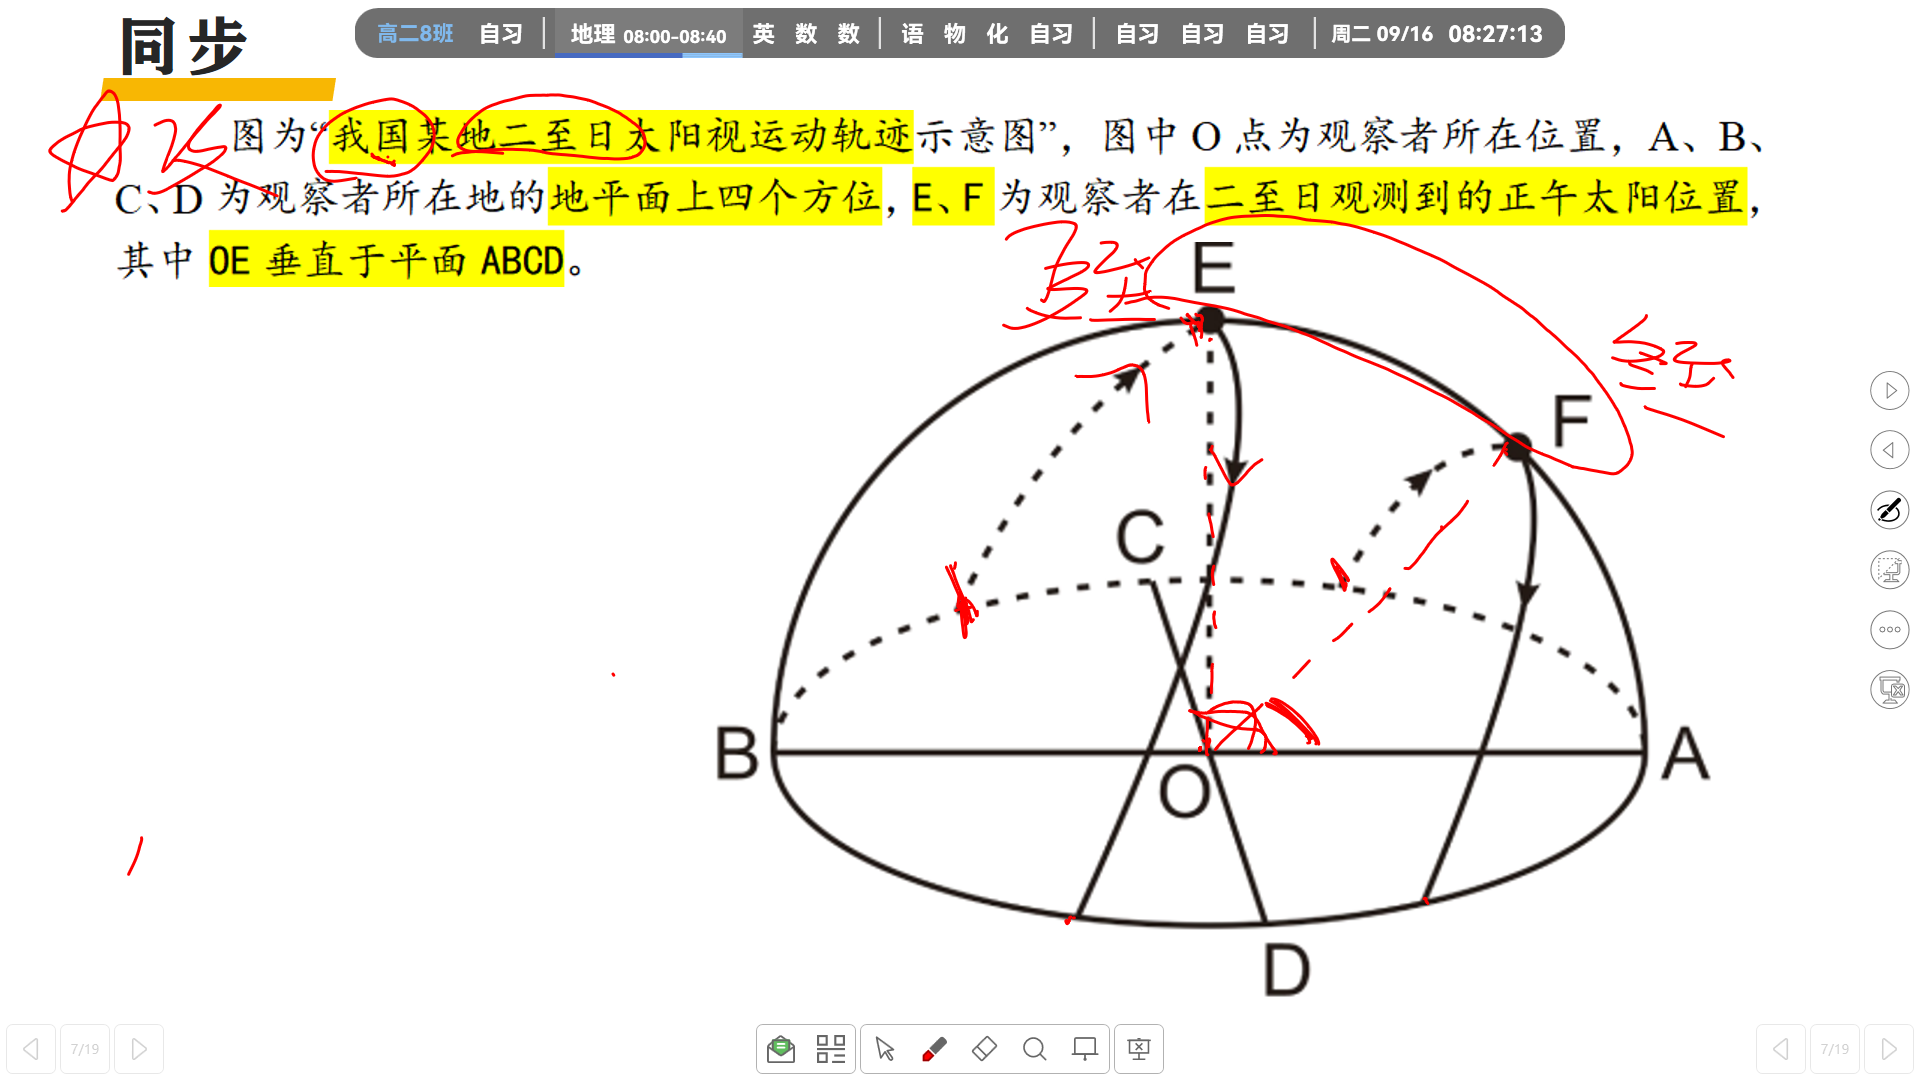 同步
高二8班 自习 地理 08:00-08:40 英 数 数 语 物 化 自习 自习 自习 自习 周二 09/16 08:27:13
图为“我国某地二至日太阳视运动轨迹示意图”，图中 O 点为观察者所在位置，A、B、
C、D 为观察者所在地的地平面上四个方位，E、F 为观察者在二至日观测到的正午太阳位置，
其中 OE 垂直于平面 ABCD。
E
夏至
冬至
F
C
B
O
A
D
7/19
7/19